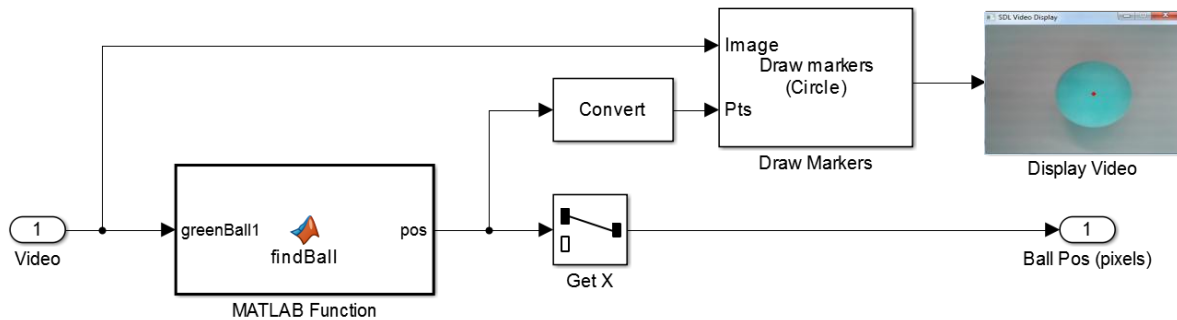 SDL Video Display
Image
Draw markers
(Circle)
Pts
Draw Markers
Display Video
Convert
1
Video
greenBall1
findBall
pos
MATLAB Function
Get X
1
Ball Pos (pixels)